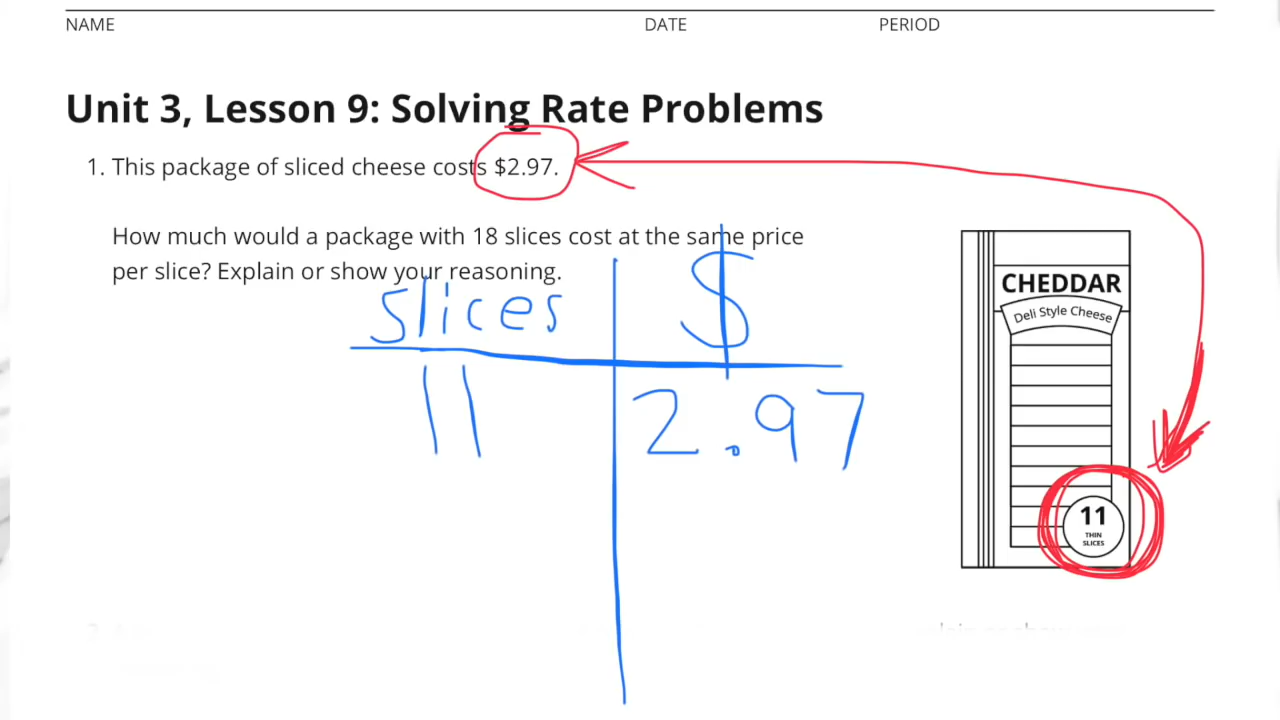 NAME DATE PERIOD
Unit 3, Lesson 9: Solving Rate Problems
1. This package of sliced cheese costs $2.97.
How much would a package with 18 slices cost at the same price
per slice? Explain or show your reasoning.
slices $
11 2.97
CHEDDAR
Deli Style Cheese
11
THIN
SLICES